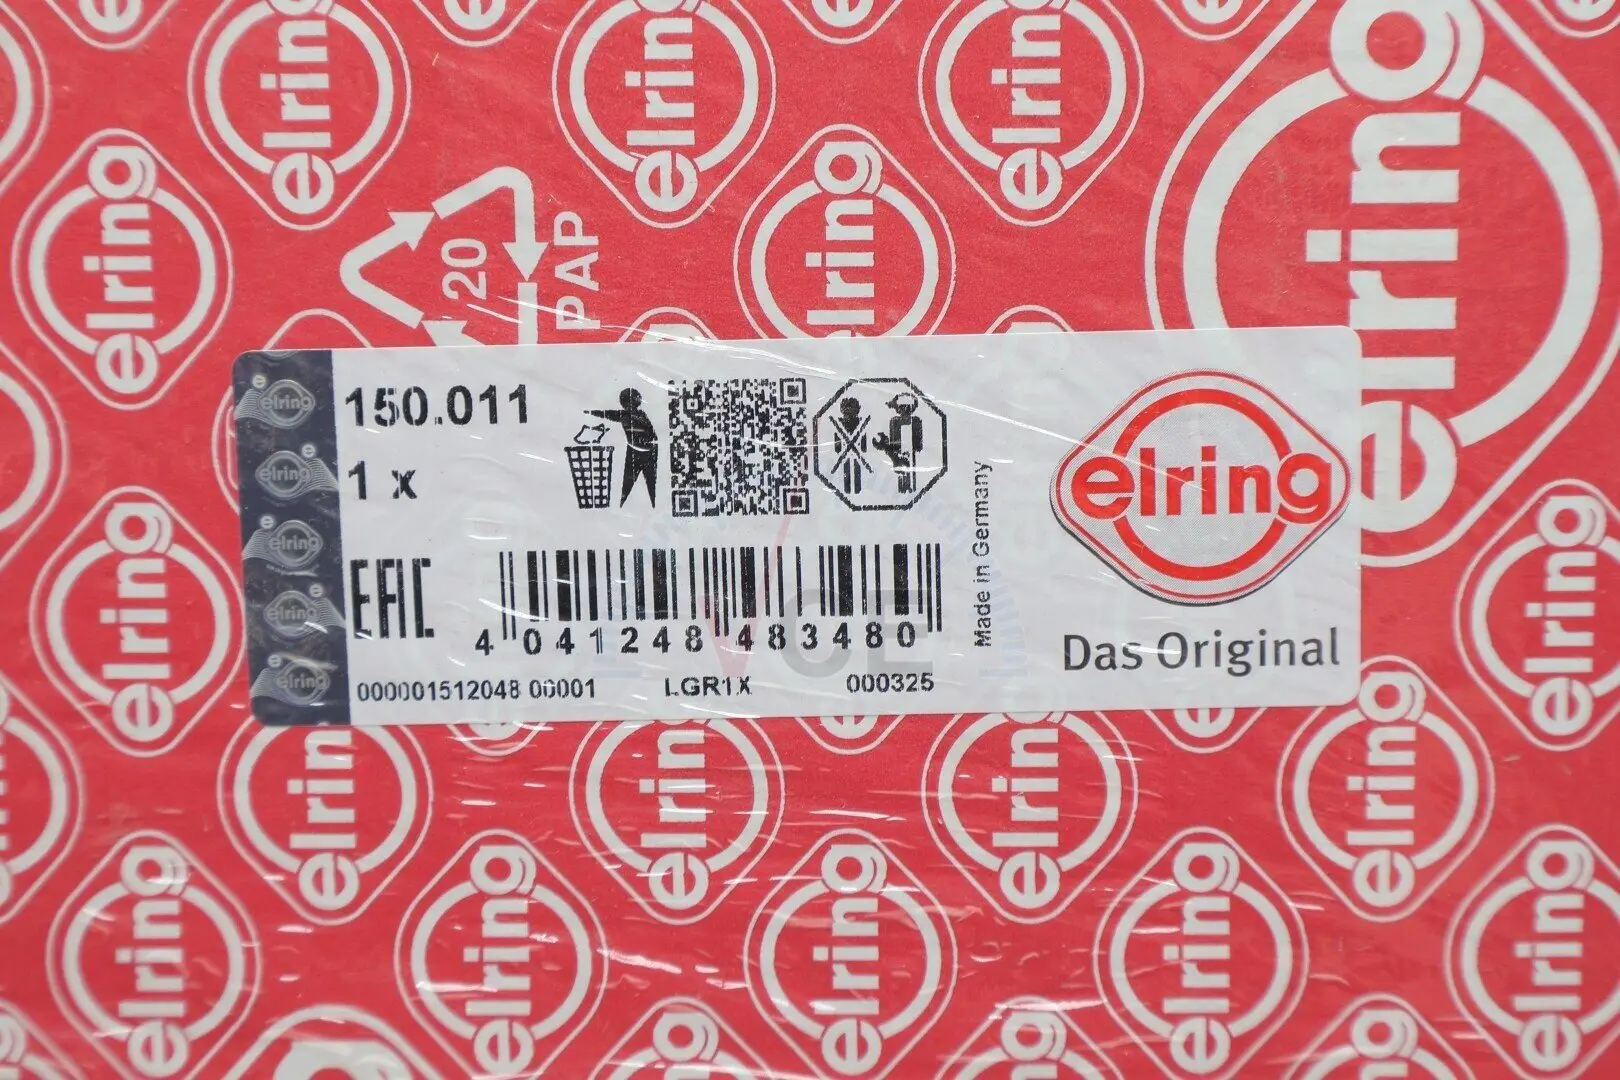 20
PAP
150.011
1 x
EAC
4 041248 483480
000001512048 00001
LGR1X
000325
Made in Germany
elring
Das Original
VCE